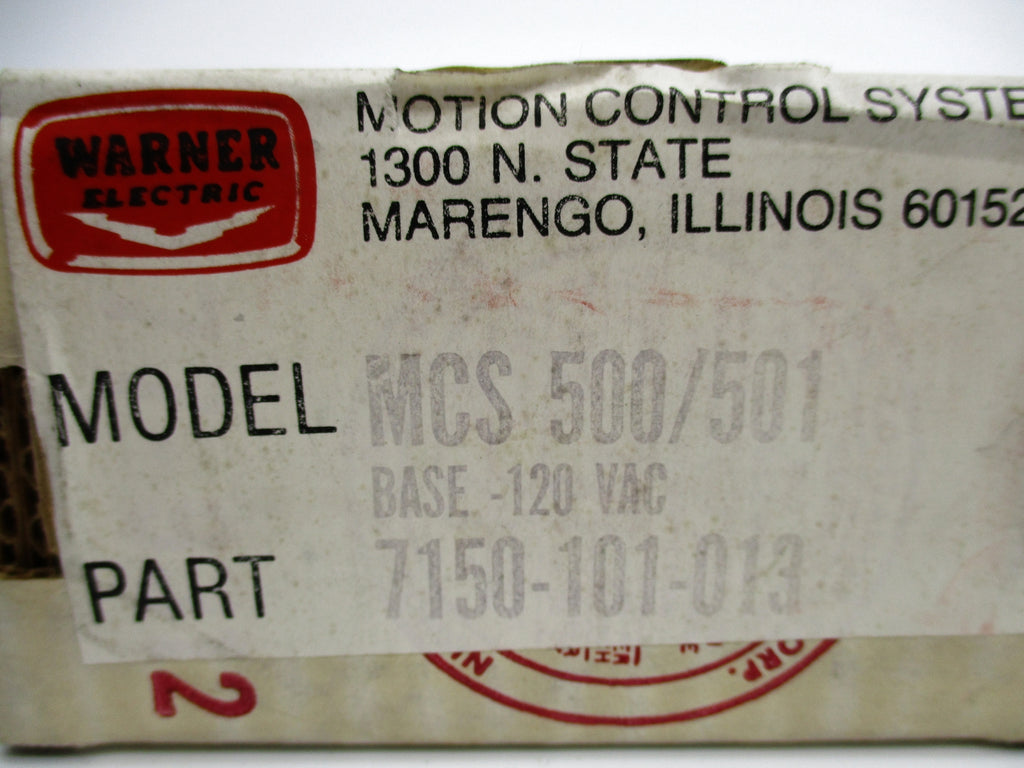 WARNER
ELECTRIC
MOTION CONTROL SYSTE
1300 N. STATE
MARENGO, ILLINOIS 60152
MODEL MCS 500/501
BASE - 120 VAC
PART 7150-101-013
ORP.
2